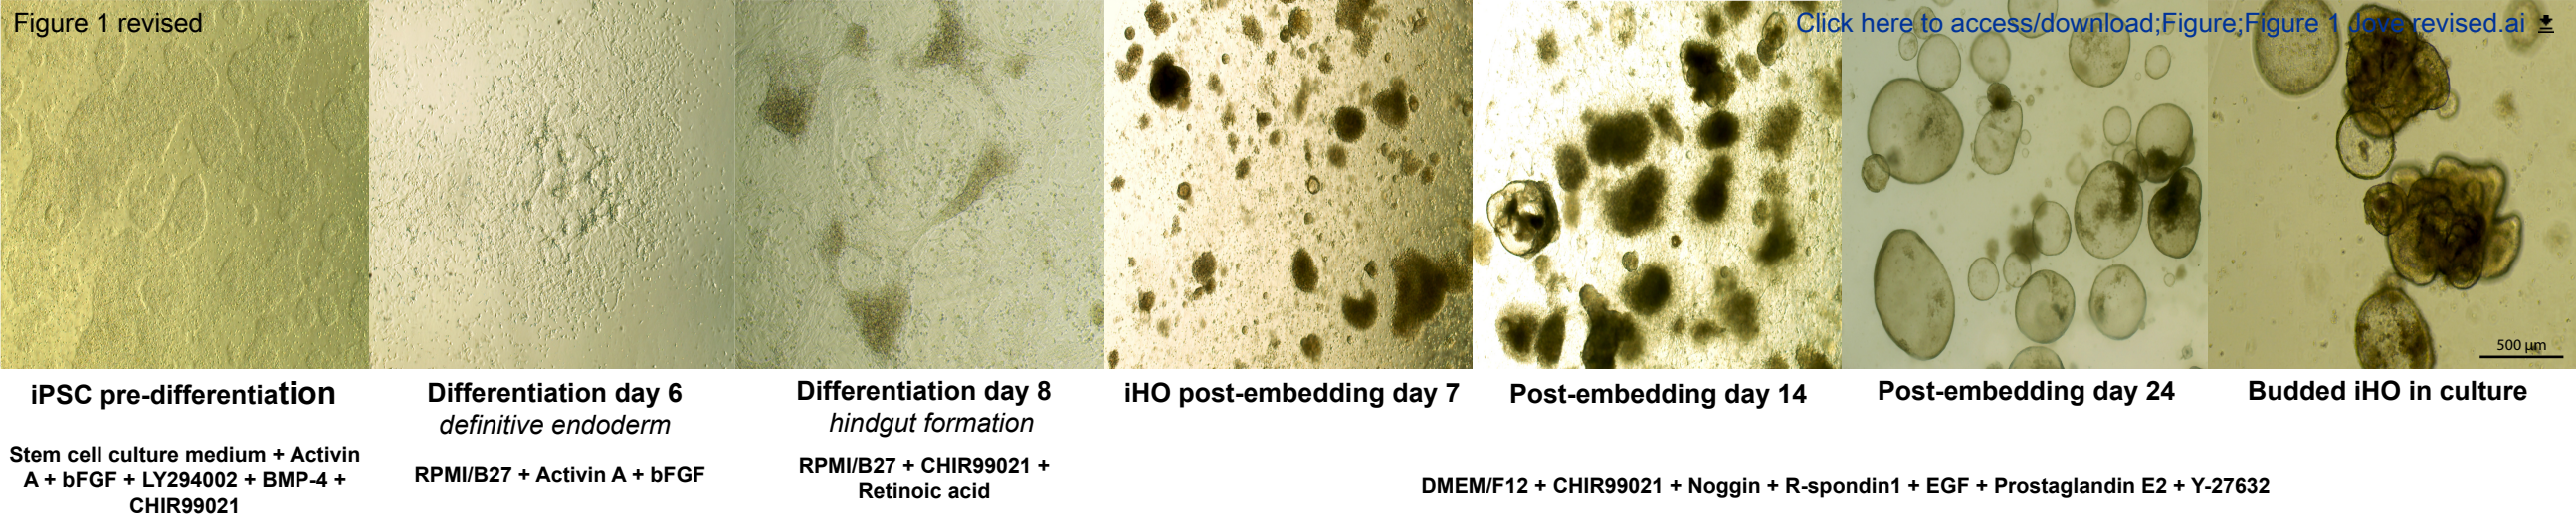 Figure 1 revised
Click here to access/download;Figure;Figure 1 Jove revised.ai
500 µm
iPSC pre-differentiation
Stem cell culture medium + Activin
A + bFGF + LY294002 + BMP-4 +
CHIR99021
Differentiation day 6
definitive endoderm
RPMI/B27 + Activin A + bFGF
Differentiation day 8
hindgut formation
RPMI/B27 + CHIR99021 +
Retinoic acid
iHO post-embedding day 7
Post-embedding day 14
Post-embedding day 24
Budded iHO in culture
DMEM/F12 + CHIR99021 + Noggin + R-spondin1 + EGF + Prostaglandin E2 + Y-27632